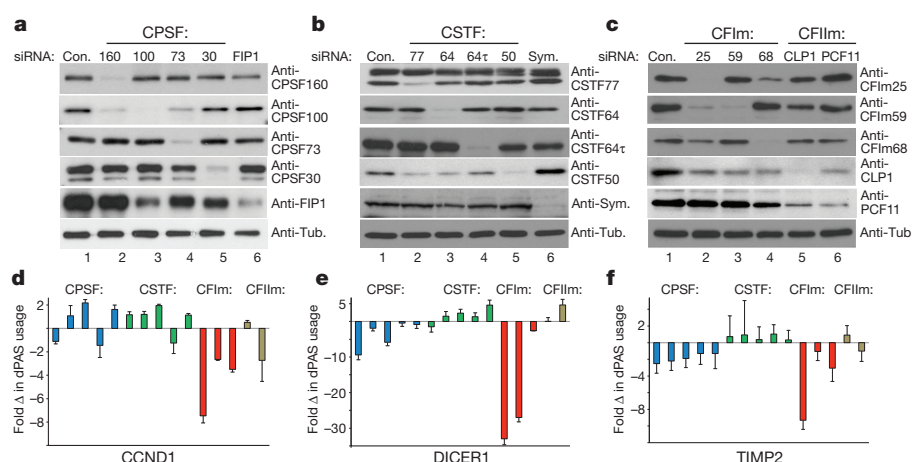 a
CPSF:
siRNA: Con. 160 100 73 30 FIP1
Anti-
CPSF160
Anti-
CPSF100
Anti-
CPSF73
Anti-
CPSF30
Anti-FIP1
Anti-Tub.
1 2 3 4 5 6
b
CSTF:
siRNA: Con. 77 64 64τ 50 Sym.
Anti-
CSTF77
Anti-
CSTF64
Anti-
CSTF64τ
Anti-
CSTF50
Anti-Sym.
Anti-Tub.
1 2 3 4 5 6
c
CFIm: CFIIm:
siRNA: Con. 25 59 68 CLP1 PCF11
Anti-
CFIm25
Anti-
CFIm59
Anti-
CFIm68
Anti-
CLP1
Anti-
PCF11
Anti-Tub
1 2 3 4 5 6
d
CPSF: CSTF: CFIm: CFIIm:
Fold Δ in dPAS usage
2
−2
−4
−6
−8
CCND1
e
CPSF: CSTF: CFIm: CFIIm:
Fold Δ in dPAS usage
5
−10
−20
−30
DICER1
f
CPSF: CSTF: CFIm: CFIIm:
Fold Δ in dPAS usage
2
−4
−8
TIMP2